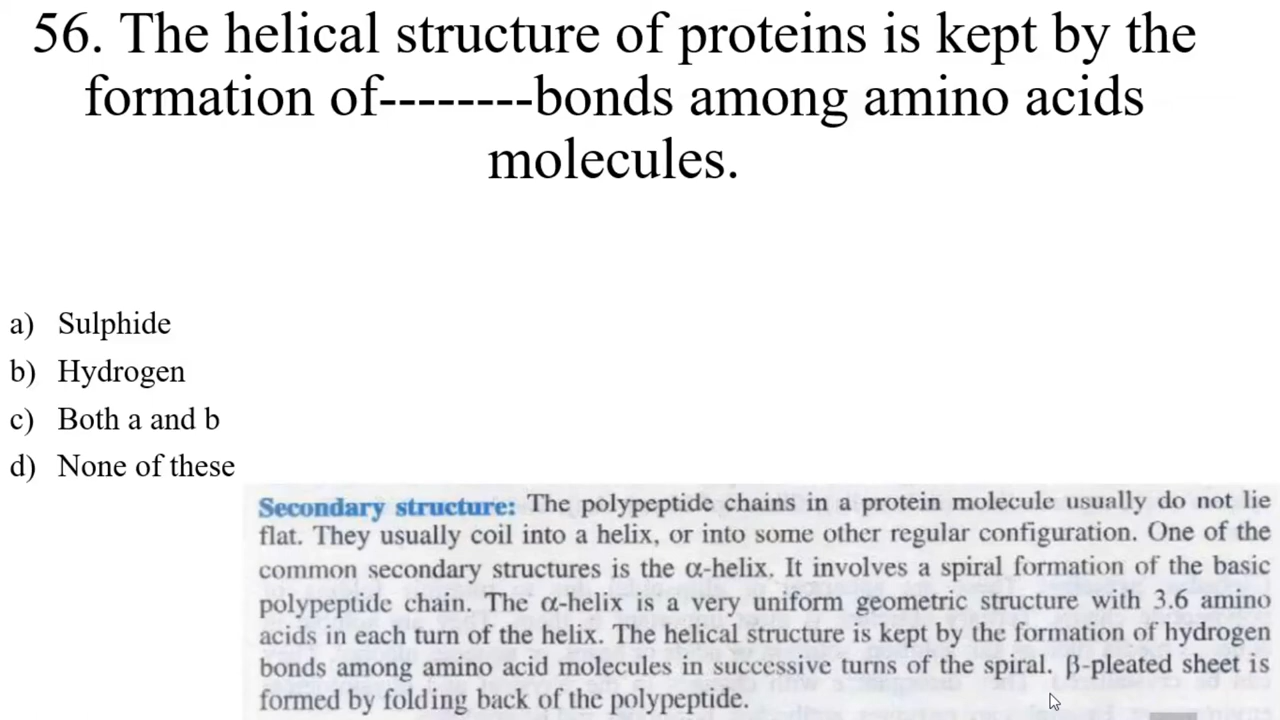 56. The helical structure of proteins is kept by the
formation of--------bonds among amino acids
molecules.
a) Sulphide
b) Hydrogen
c) Both a and b
d) None of these
Secondary structure: The polypeptide chains in a protein molecule usually do not lie
flat. They usually coil into a helix, or into some other regular configuration. One of the
common secondary structures is the α-helix. It involves a spiral formation of the basic
polypeptide chain. The α-helix is a very uniform geometric structure with 3.6 amino
acids in each turn of the helix. The helical structure is kept by the formation of hydrogen
bonds among amino acid molecules in successive turns of the spiral. β-pleated sheet is
formed by folding back of the polypeptide.